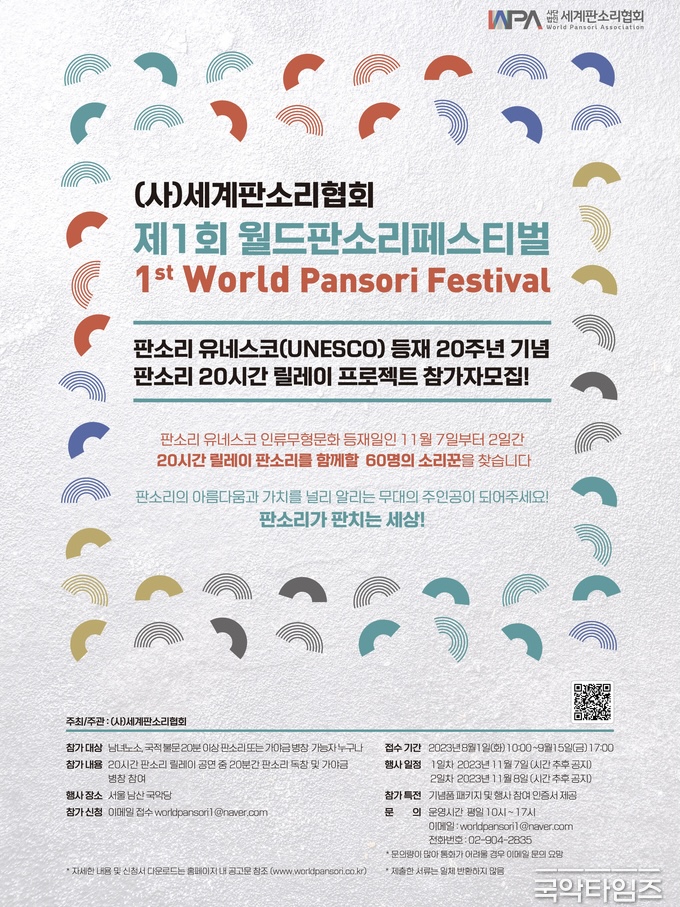 WPA 사단법인 세계판소리협회
World Pansori Association
(사)세계판소리협회
제1회 월드판소리페스티벌
1st World Pansori Festival
판소리 유네스코(UNESCO) 등재 20주년 기념
판소리 20시간 릴레이 프로젝트 참가자모집!
판소리 유네스코 인류무형문화 등재일인 11월 7일부터 2일간
20시간 릴레이 판소리를 함께할 60명의 소리꾼을 찾습니다
판소리의 아름다움과 가치를 널리 알리는 무대의 주인공이 되어주세요!
판소리가 판치는 세상!
주최/주관 : (사)세계판소리협회
참가 대상 남녀노소, 국적 불문 20분 이상 판소리 또는 가야금 병창 가능자 누구나
참가 내용 20시간 판소리 릴레이 공연 중 20분간 판소리 독창 및 가야금
병창 참여
행사 장소 서울 남산 국악당
참가 신청 이메일 접수 worldpansori1@naver.com
* 자세한 내용 및 신청서 다운로드는 홈페이지 내 공고문 참조 (www.worldpansori.co.kr)
접수 기간 2023년 8월 1일(화) 10:00 ~ 9월 15일(금) 17:00
행사 일정 1일차 2023년 11월 7일 (시간 추후 공지)
2일차 2023년 11월 8일 (시간 추후 공지)
참가 특전 기념품 패키지 및 행사 참여 인증서 제공
문 의 운영시간 평일 10시 ~ 17시
이메일 : worldpansori1@naver.com
전화번호 : 02-904-2835
* 문의량이 많아 통화가 어려울 경우 이메일 문의 요망
* 제출한 서류는 일체 반환하지 않음
국악타임즈